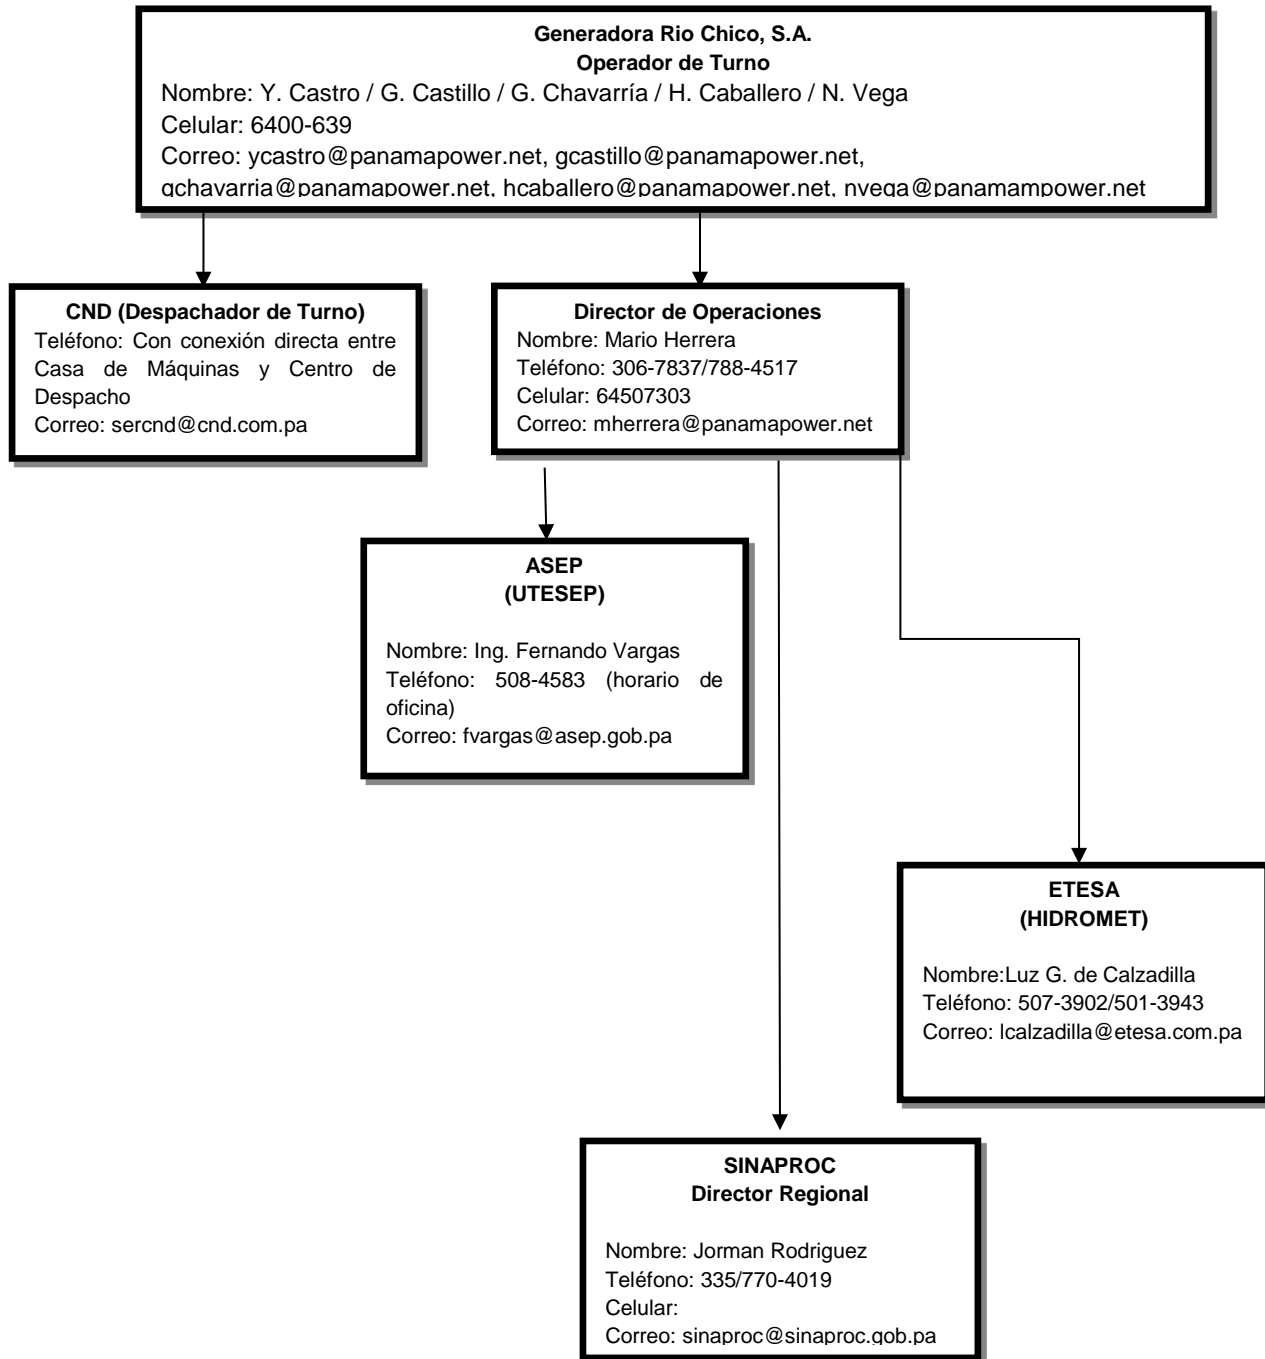 Generadora Rio Chico, S.A.
Operador de Turno
Nombre: Y. Castro / G. Castillo / G. Chavarría / H. Caballero / N. Vega
Celular: 6400-639
Correo: ycastro@panamapower.net, gcastillo@panamapower.net,
gchavarria@panamapower.net, hcaballero@panamapower.net, nvega@panamampower.net
CND (Despachador de Turno)
Teléfono: Con conexión directa entre
Casa de Máquinas y Centro de
Despacho
Correo: sercnd@cnd.com.pa
Director de Operaciones
Nombre: Mario Herrera
Teléfono: 306-7837/788-4517
Celular: 64507303
Correo: mherrera@panamapower.net
ASEP
(UTESEP)
Nombre: Ing. Fernando Vargas
Teléfono: 508-4583 (horario de
oficina)
Correo: fvargas@asep.gob.pa
ETESA
(HIDROMET)
Nombre:Luz G. de Calzadilla
Teléfono: 507-3902/501-3943
Correo: lcalzadilla@etesa.com.pa
SINAPROC
Director Regional
Nombre: Jorman Rodriguez
Teléfono: 335/770-4019
Celular:
Correo: sinaproc@sinaproc.gob.pa